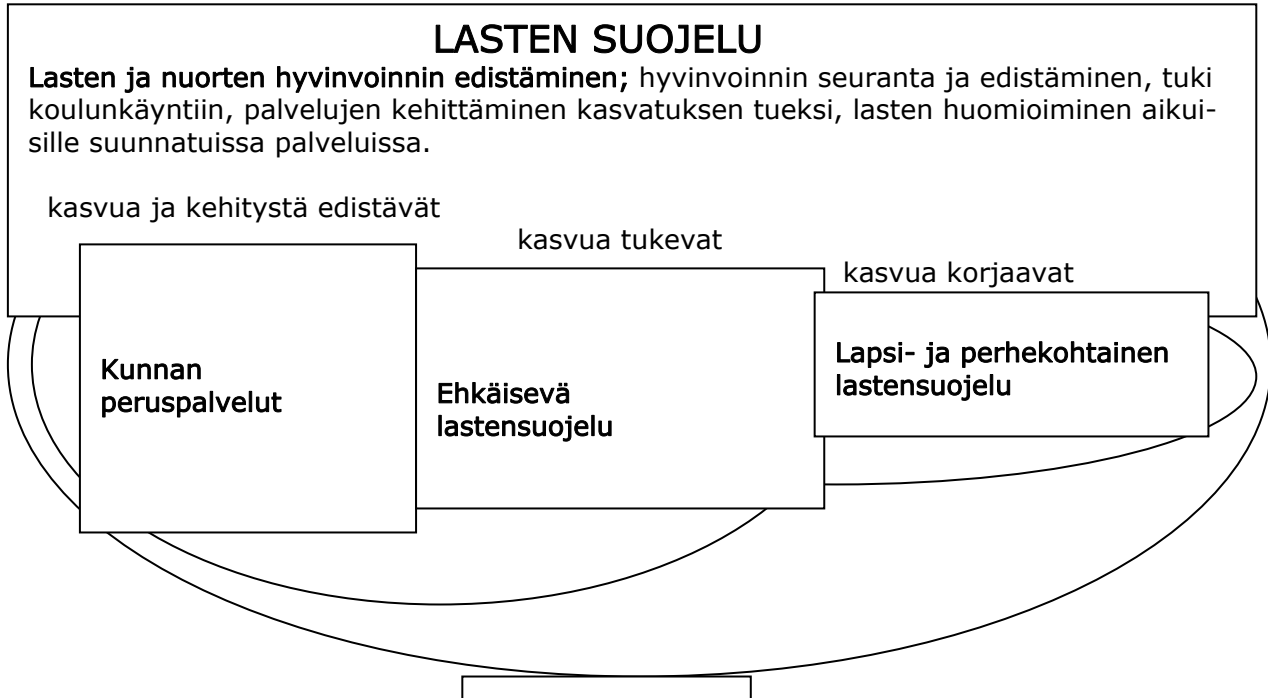 LASTEN SUOJELU
Lasten ja nuorten hyvinvoinnin edistäminen; hyvinvoinnin seuranta ja edistäminen, tuki
koulunkäyntiin, palvelujen kehittäminen kasvatuksen tueksi, lasten huomioiminen aikui-
sille suunnatuissa palveluissa.
kasvua ja kehitystä edistävät
kasvua tukevat
kasvua korjaavat
Kunnan
peruspalvelut
Ehkäisevä
lastensuojelu
Lapsi- ja perhekohtainen
lastensuojelu